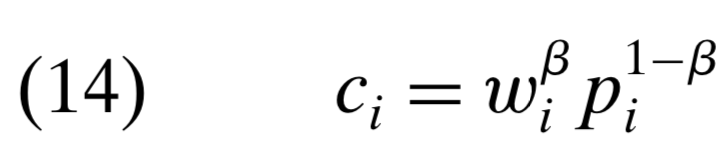 (14) c_i = w_i^β p_i^{1−β}